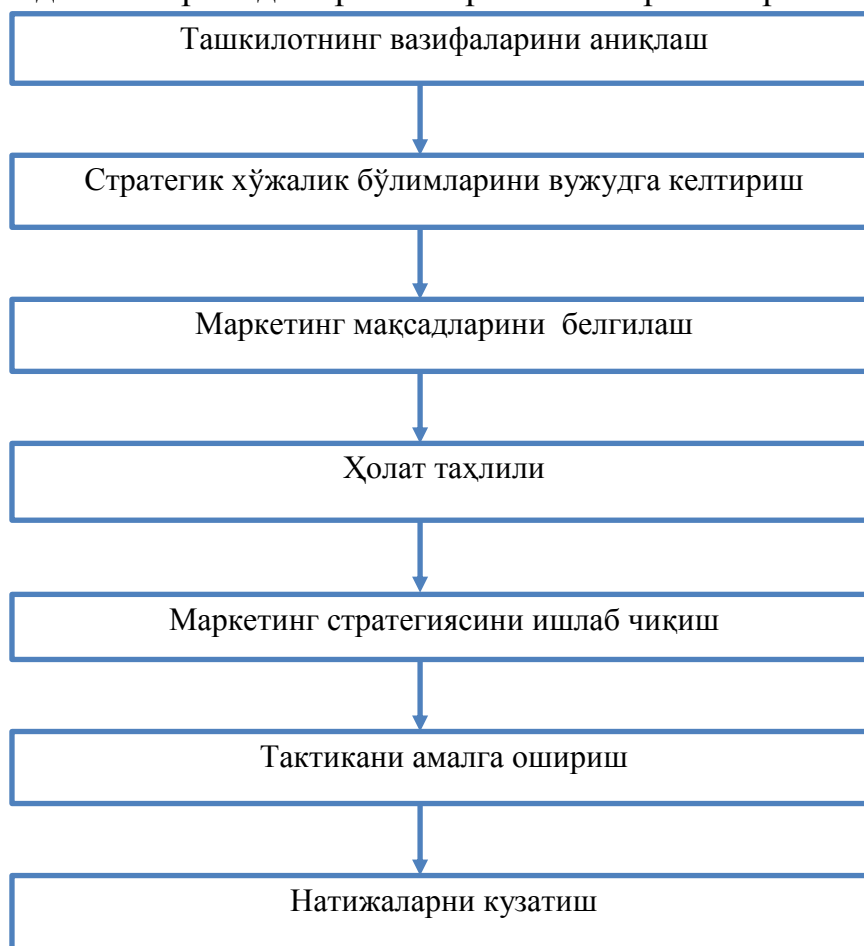 Ташкилотнинг вазифаларини аниқлаш
Стратегик хўжалик бўлимларини вужудга келтириш
Маркетинг мақсадларини белгилаш
Ҳолат таҳлили
Маркетинг стратегиясини ишлаб чиқиш
Тактикани амалга ошириш
Натижаларни кузатиш